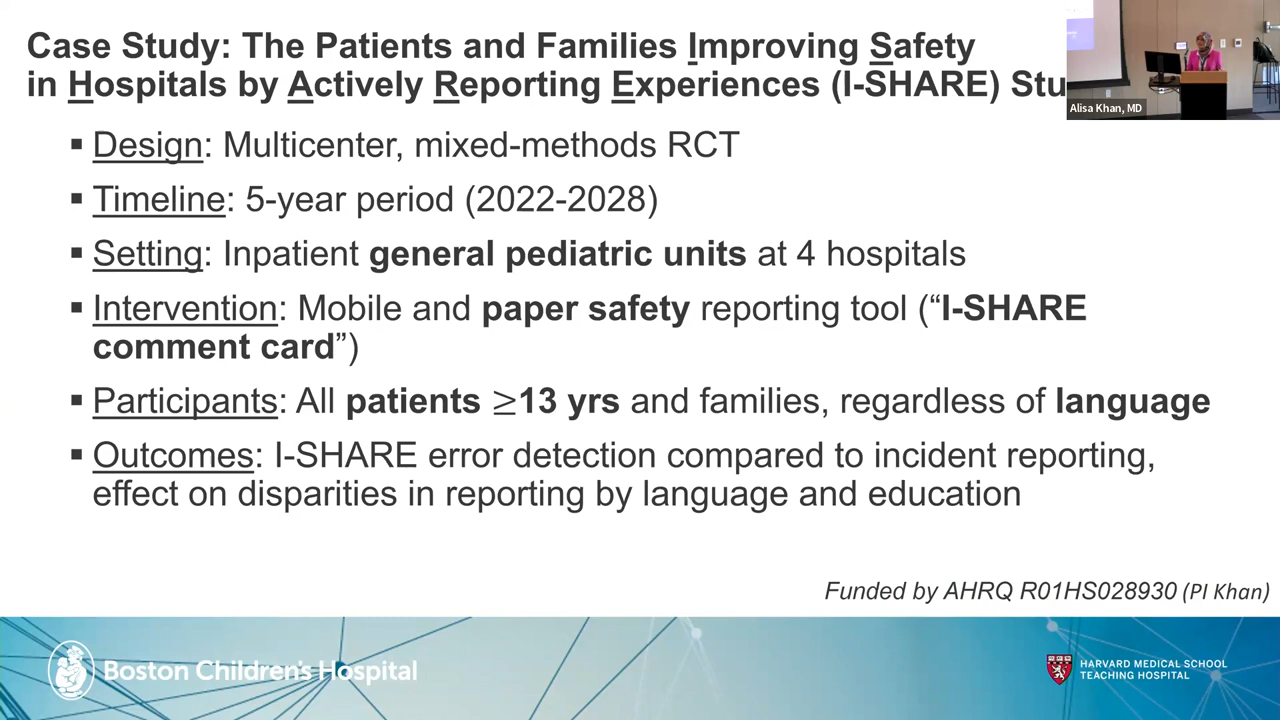 Case Study: The Patients and Families Improving Safety
in Hospitals by Actively Reporting Experiences (I-SHARE) Stu
Alisa Khan, MD
▪ Design: Multicenter, mixed-methods RCT
▪ Timeline: 5-year period (2022-2028)
▪ Setting: Inpatient general pediatric units at 4 hospitals
▪ Intervention: Mobile and paper safety reporting tool (“I-SHARE
comment card”)
▪ Participants: All patients ≥13 yrs and families, regardless of language
▪ Outcomes: I-SHARE error detection compared to incident reporting,
effect on disparities in reporting by language and education
Funded by AHRQ R01HS028930 (PI Khan)
Boston Children's Hospital
HARVARD MEDICAL SCHOOL
TEACHING HOSPITAL